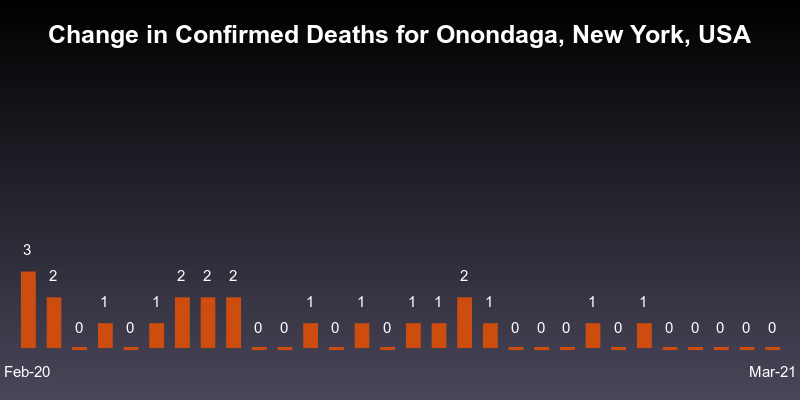 Change in Confirmed Deaths for Onondaga, New York, USA
3 2 0 1 0 1 2 2 2 0 0 1 0 1 0 1 1 2 1 0 0 0 1 0 1 0 0 0 0 0
Feb-20 Mar-21